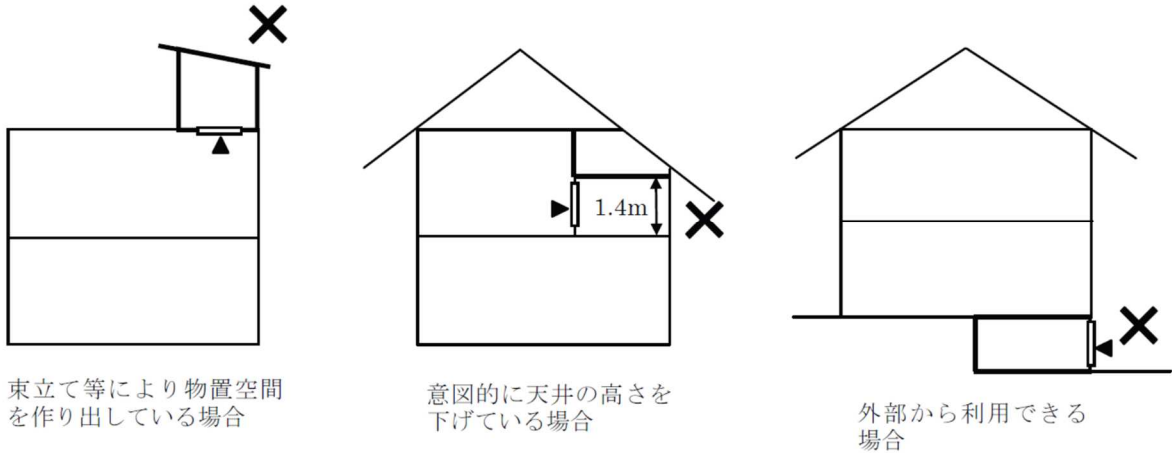 1.4m
束立て等により物置空間
を作り出している場合
意図的に天井の高さを
下げている場合
外部から利用できる
場合